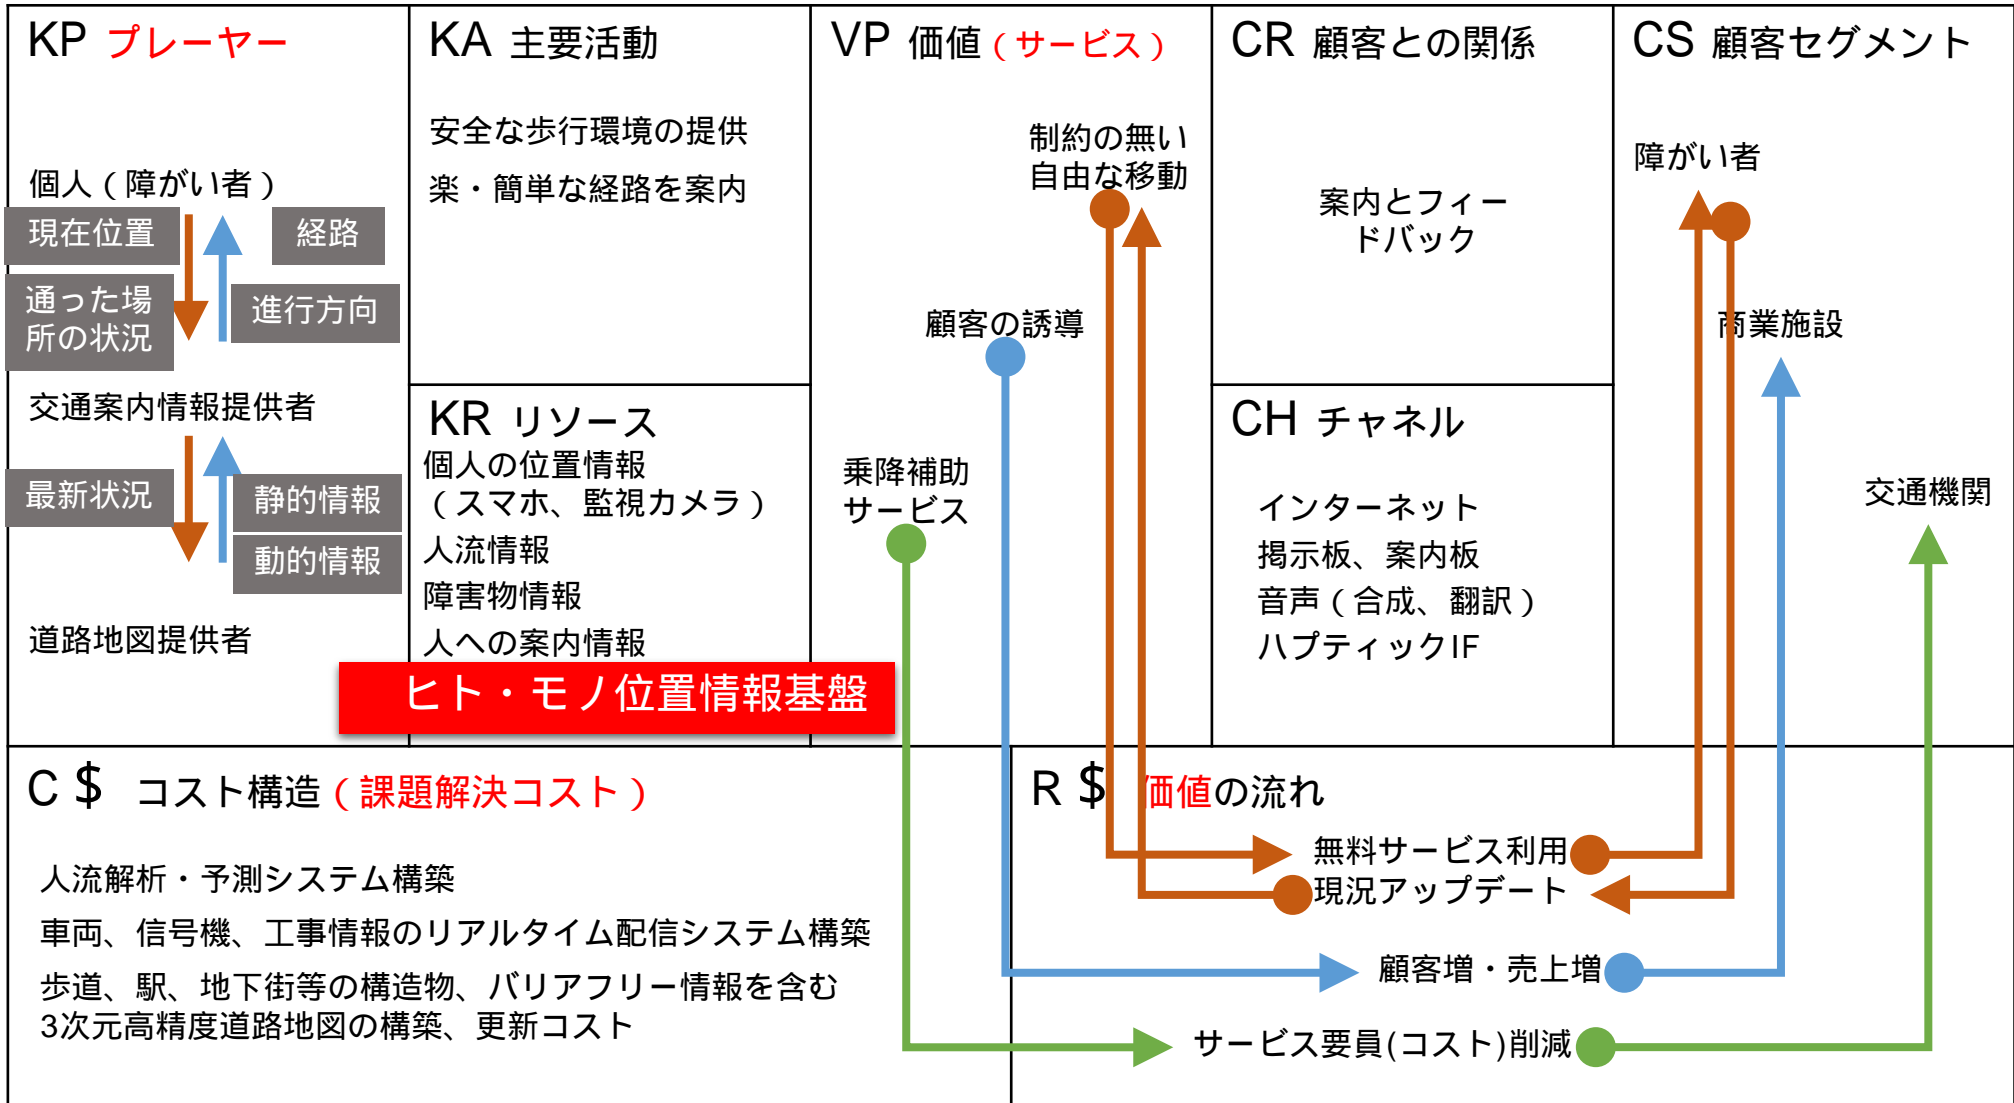 KP プレーヤー
個人（障がい者）
現在位置
経路
通った場
所の状況
進行方向
交通案内情報提供者
最新状況
静的情報
動的情報
道路地図提供者
KA 主要活動
安全な歩行環境の提供
楽・簡単な経路を案内
KR リソース
個人の位置情報
（スマホ、監視カメラ）
人流情報
障害物情報
人への案内情報
ヒト・モノ位置情報基盤
VP 価値（サービス）
制約の無い
自由な移動
顧客の誘導
乗降補助
サービス
CR 顧客との関係
案内とフィー
ドバック
CH チャネル
インターネット
掲示板、案内板
音声（合成、翻訳）
ハプティックIF
CS 顧客セグメント
障がい者
商業施設
交通機関
C＄ コスト構造（課題解決コスト）
人流解析・予測システム構築
車両、信号機、工事情報のリアルタイム配信システム構築
歩道、駅、地下街等の構造物、バリアフリー情報を含む
3次元高精度道路地図の構築、更新コスト
R＄ 価値の流れ
無料サービス利用
現況アップデート
顧客増・売上増
サービス要員(コスト)削減